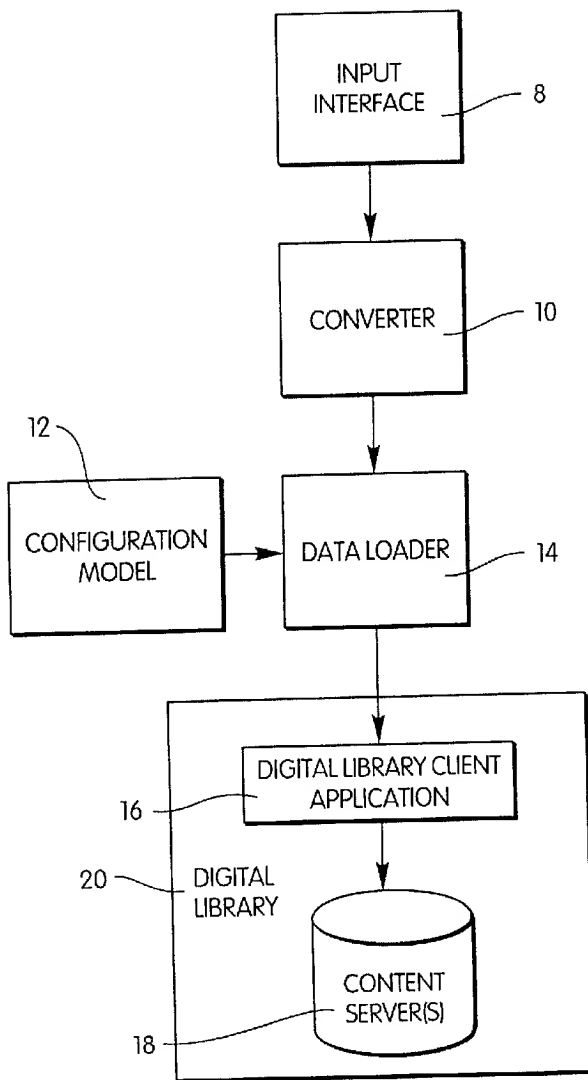 INPUT
INTERFACE
8
CONVERTER
10
12
CONFIGURATION
MODEL
DATA LOADER
14
DIGITAL LIBRARY CLIENT
APPLICATION
16
20
DIGITAL
LIBRARY
CONTENT
SERVER(S)
18